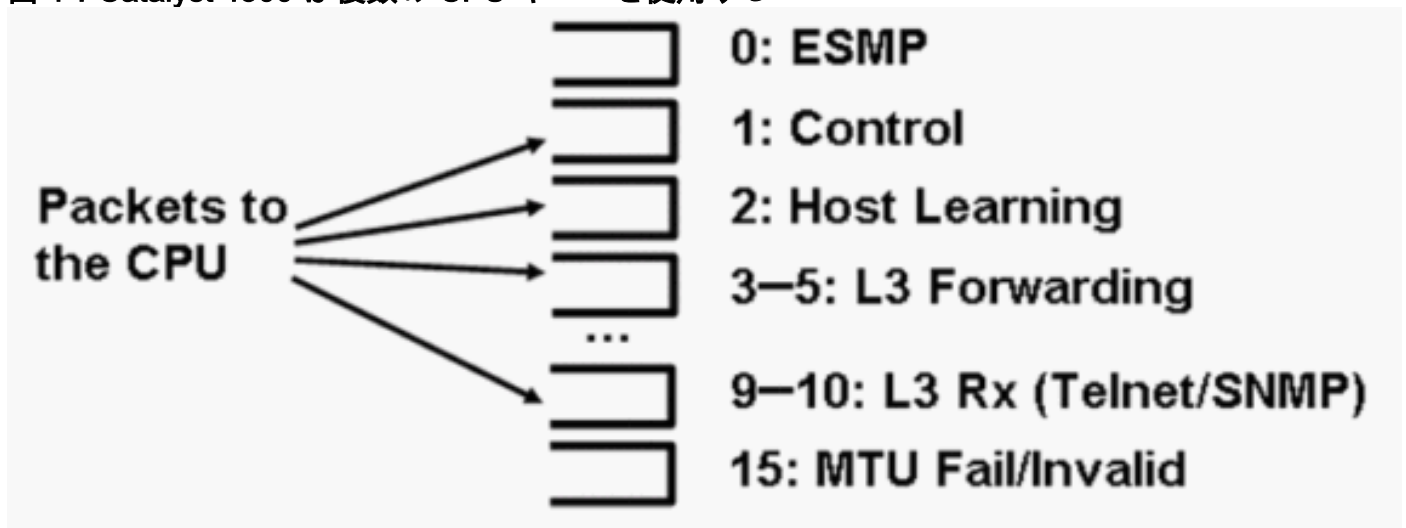 Packets to
the CPU
0: ESMP
1: Control
2: Host Learning
3–5: L3 Forwarding
...
9–10: L3 Rx (Telnet/SNMP)
15: MTU Fail/Invalid